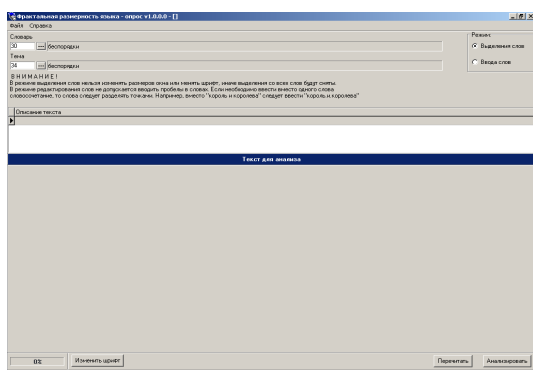 Фрактальная размерность языка - опрос v1.0.0.0 - []
Файл Справка
Словарь
30 ... беспорядки
Тема
34 ... беспорядки
Режим:
Выделения слов
Ввода слов
ВНИМАНИЕ!
В режиме выделения слов нельзя изменять размеров окна или менять шрифт, иначе выделения со всех слов будут сняты.
В режиме редактирования слов не допускается вводить пробелы в словах. Если необходимо ввести вместо одного слова
словосочетание, то слова следует разделять точками. Например, вместо "король и королева" следует ввести "король.и.королева"
Описание текста
Текст для анализа
0%
Изменить шрифт
Перечитать
Анализировать